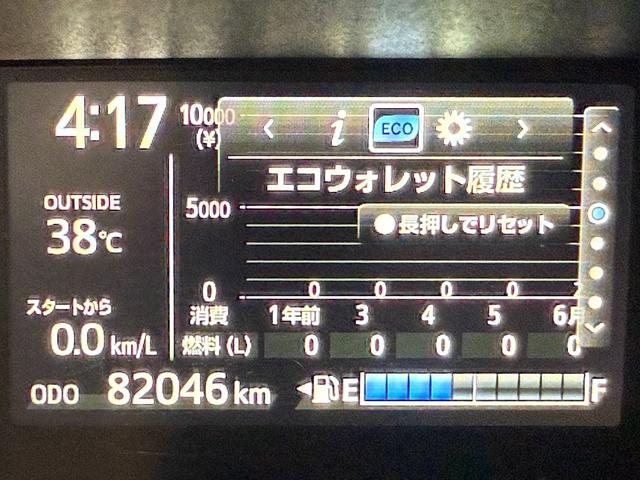 4:17
10000
(¥)
< i ECO >
エコウォレット履歴
5000
長押しでリセット
OUTSIDE
38℃
0
0 0 0 0
スタートから
0.0 km/L
消費 1年前 3 4 5 6月
燃料 (L) 0 0 0 0 0
ODO 82046 km
E F